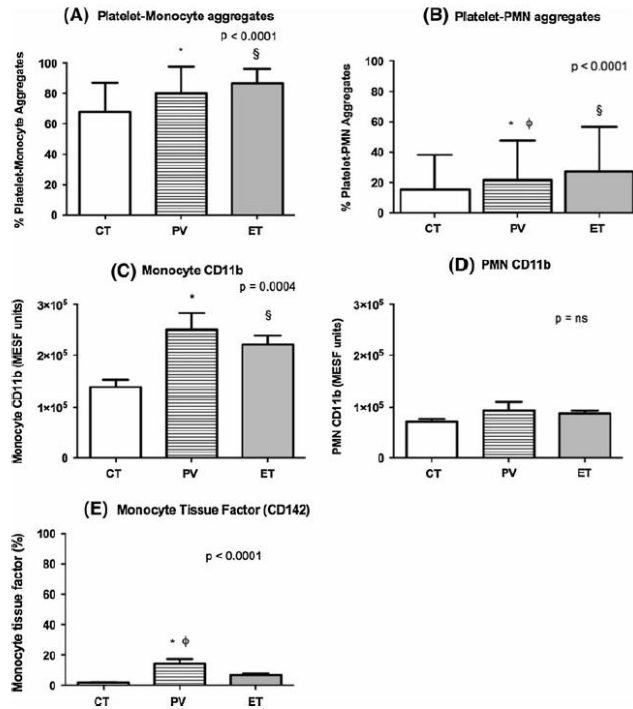 (A) Platelet-Monocyte aggregates
p < 0.0001
% Platelet-Monocyte Aggregates
100
80
60
40
20
0
*
§
CT PV ET
(B) Platelet-PMN aggregates
p < 0.0001
% Platelet-PMN Aggregates
100
80
60
40
20
0
* ϕ
§
CT PV ET
(C) Monocyte CD11b
p = 0.0004
Monocyte CD11b (MESF units)
3×10⁵
2×10⁵
1×10⁵
0
*
§
CT PV ET
(D) PMN CD11b
p = ns
PMN CD11b (MESF units)
3×10⁵
2×10⁵
1×10⁵
0
CT PV ET
(E) Monocyte Tissue Factor (CD142)
p < 0.0001
Monocyte tissue factor (%)
100
80
60
40
20
0
* ϕ
CT PV ET